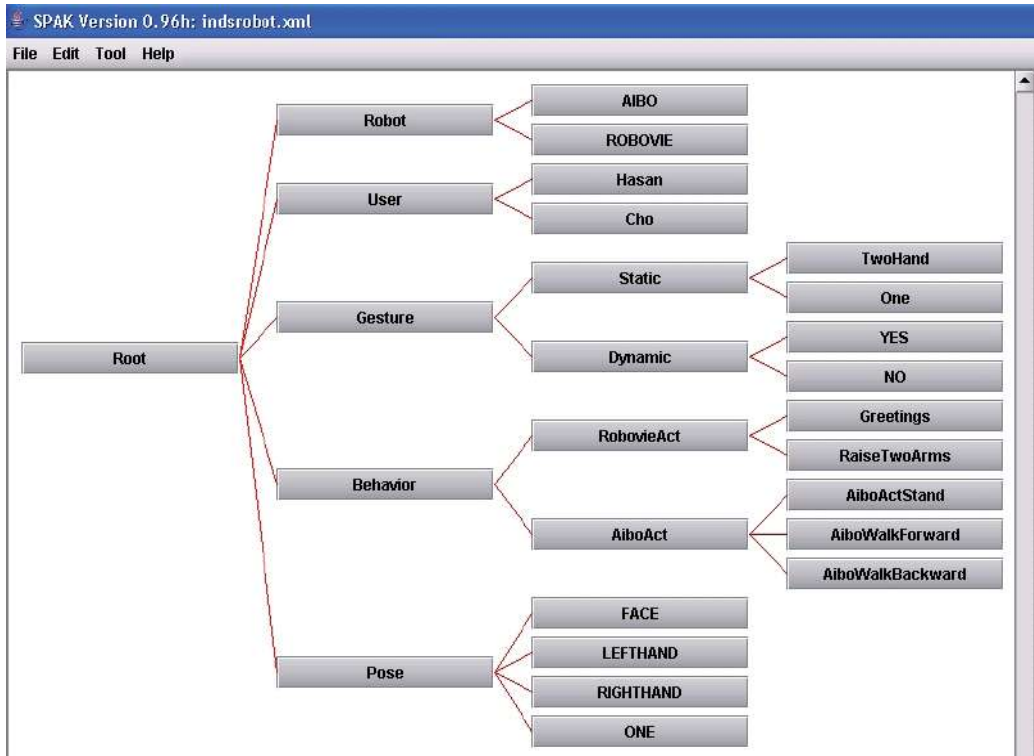 SPAK Version 0.96h: indsrobot.xml
File Edit Tool Help
Root
Robot
AIBO
ROBOVIE
User
Hasan
Cho
Gesture
Static
TwoHand
One
Dynamic
YES
NO
Behavior
RobovieAct
Greetings
RaiseTwoArms
AiboAct
AiboActStand
AiboWalkForward
AiboWalkBackward
Pose
FACE
LEFTHAND
RIGHTHAND
ONE